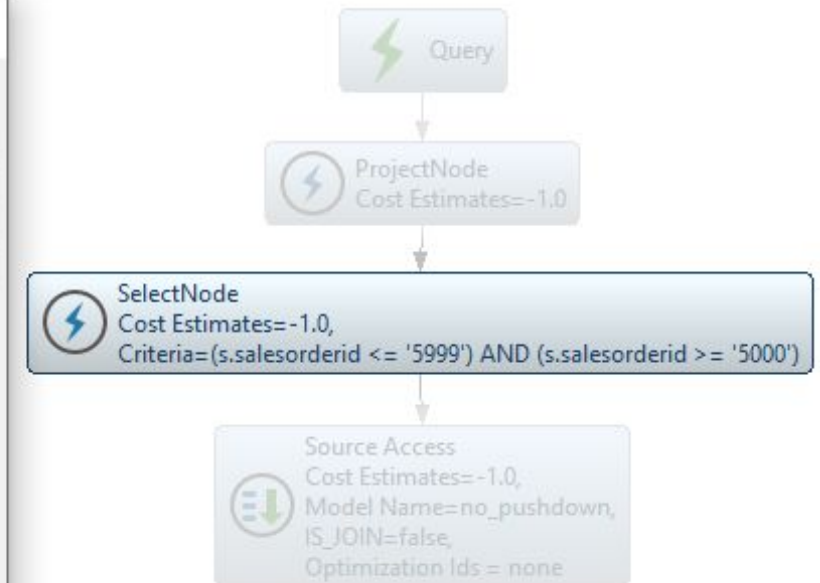 Query
ProjectNode
Cost Estimates=-1.0
SelectNode
Cost Estimates=-1.0,
Criteria=(s.salesorderid <= '5999') AND (s.salesorderid >= '5000')
Source Access
Cost Estimates=-1.0,
Model Name=no_pushdown,
IS_JOIN=false,
Optimization Ids = none